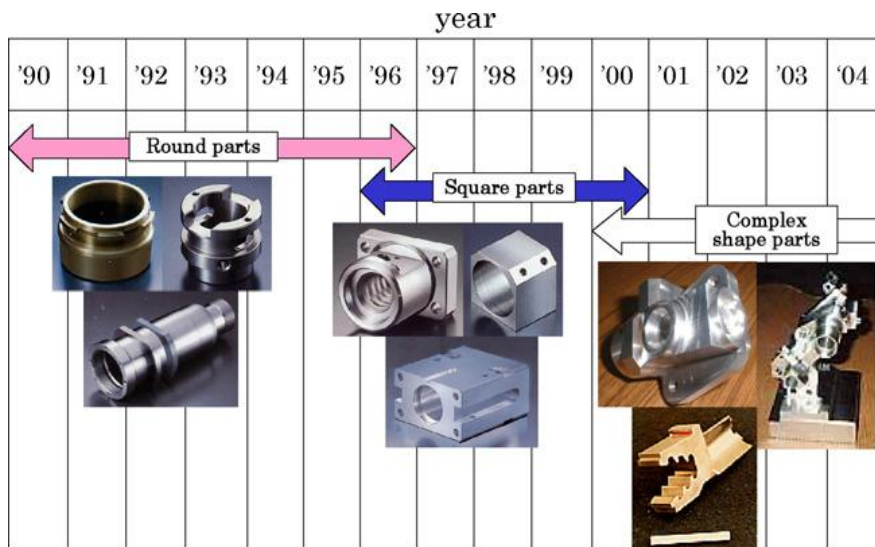 year
’90 ’91 ’92 ’93 ’94 ’95 ’96 ’97 ’98 ’99 ’00 ’01 ’02 ’03 ‘04
Round parts
Square parts
Complex
shape parts